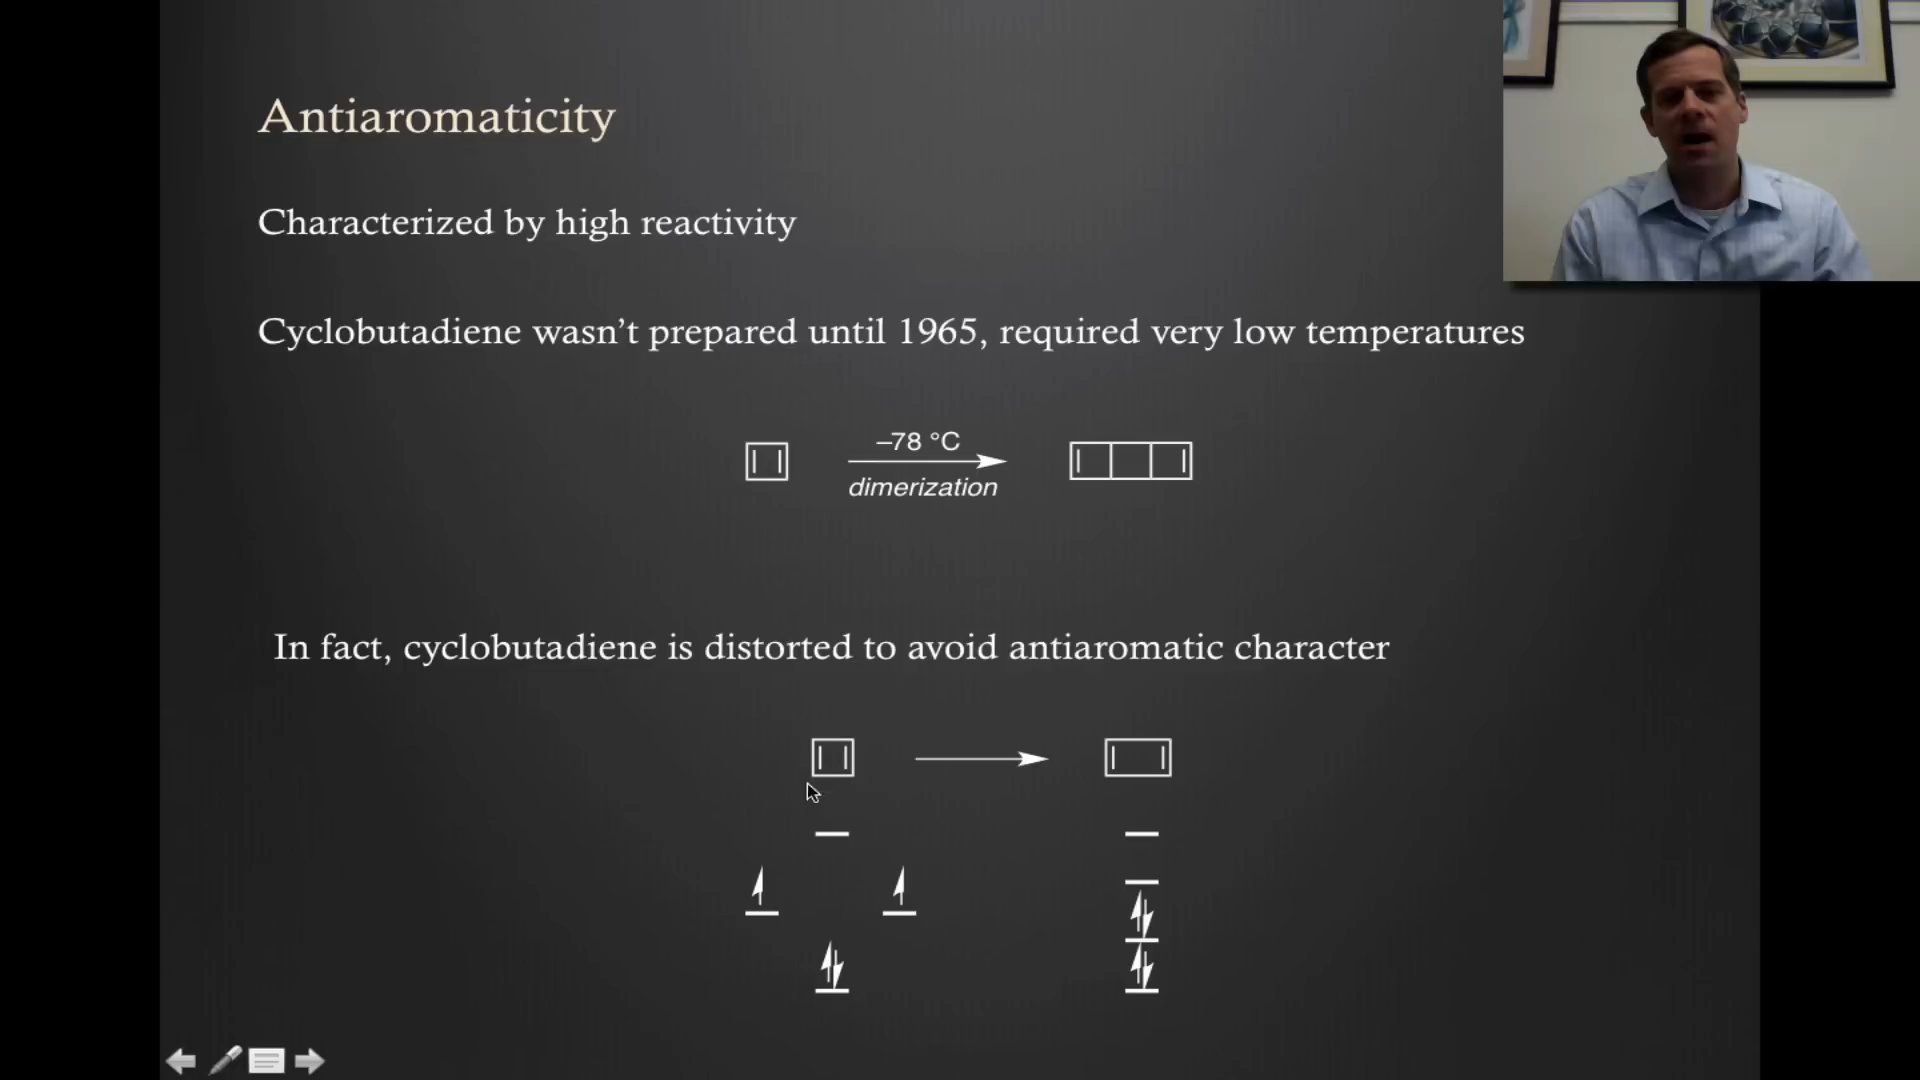 Antiaromaticity
Characterized by high reactivity
Cyclobutadiene wasn’t prepared until 1965, required very low temperatures
–78 °C
dimerization
In fact, cyclobutadiene is distorted to avoid antiaromatic character